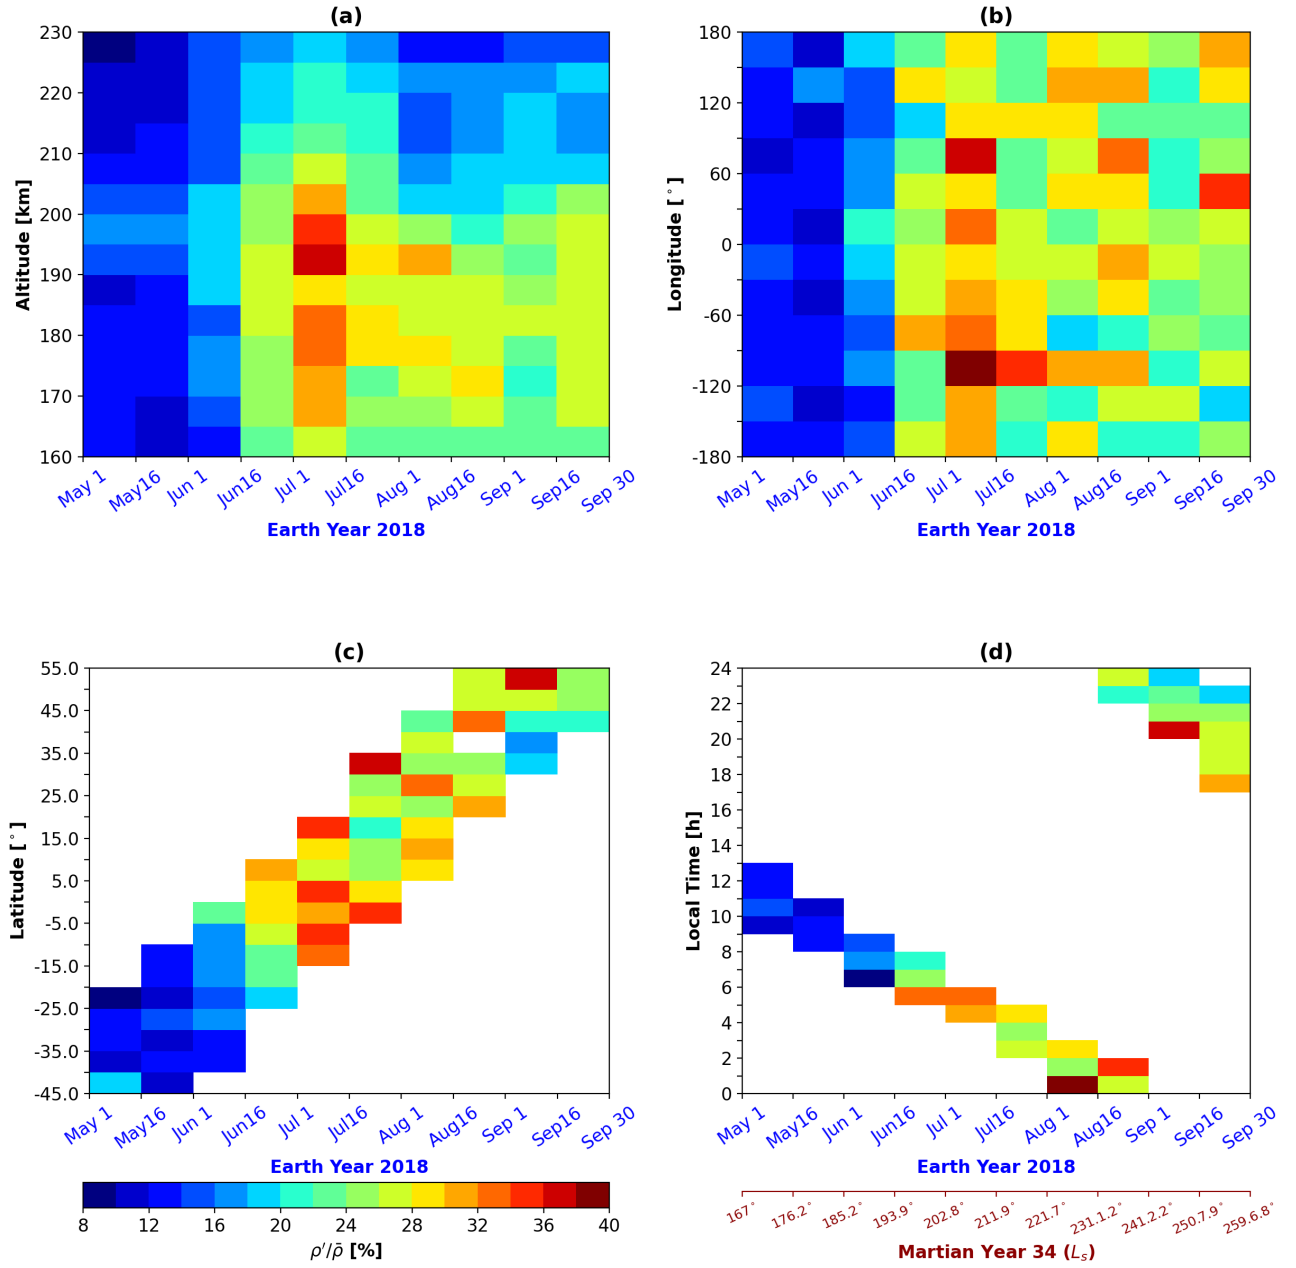 (a)
230
220
210
200
190
180
170
160
Altitude [km]
May 1 May16 Jun 1 Jun16 Jul 1 Jul16 Aug 1 Aug16 Sep 1 Sep16 Sep 30
Earth Year 2018
(b)
180
120
60
0
-60
-120
-180
Longitude [°]
May 1 May16 Jun 1 Jun16 Jul 1 Jul16 Aug 1 Aug16 Sep 1 Sep16 Sep 30
Earth Year 2018
(c)
55.0
45.0
35.0
25.0
15.0
5.0
-5.0
-15.0
-25.0
-35.0
-45.0
Latitude [°]
May 1 May16 Jun 1 Jun16 Jul 1 Jul16 Aug 1 Aug16 Sep 1 Sep16 Sep 30
Earth Year 2018
8 12 16 20 24 28 32 36 40
ρ′/ρ̄ [%]
(d)
24
22
20
18
16
14
12
10
8
6
4
2
0
Local Time [h]
May 1 May16 Jun 1 Jun16 Jul 1 Jul16 Aug 1 Aug16 Sep 1 Sep16 Sep 30
Earth Year 2018
167° 176.2° 185.2° 193.9° 202.8° 211.9° 221.7° 231.1.2° 241.2.2° 250.7.9° 259.6.8°
Martian Year 34 (Lₛ)